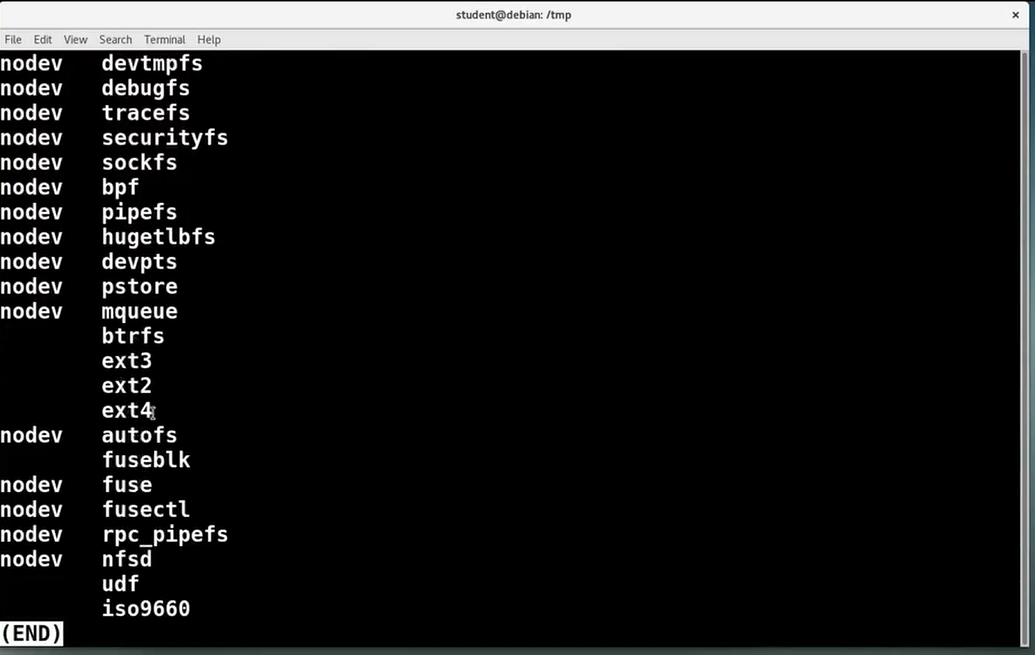 student@debian: /tmp
×
File Edit View Search Terminal Help
nodev devtmpfs
nodev debugfs
nodev tracefs
nodev securityfs
nodev sockfs
nodev bpf
nodev pipefs
nodev hugetlbfs
nodev devpts
nodev pstore
nodev mqueue
btrfs
ext3
ext2
ext4
nodev autofs
fuseblk
nodev fuse
nodev fusectl
nodev rpc_pipefs
nodev nfsd
udf
iso9660
(END)